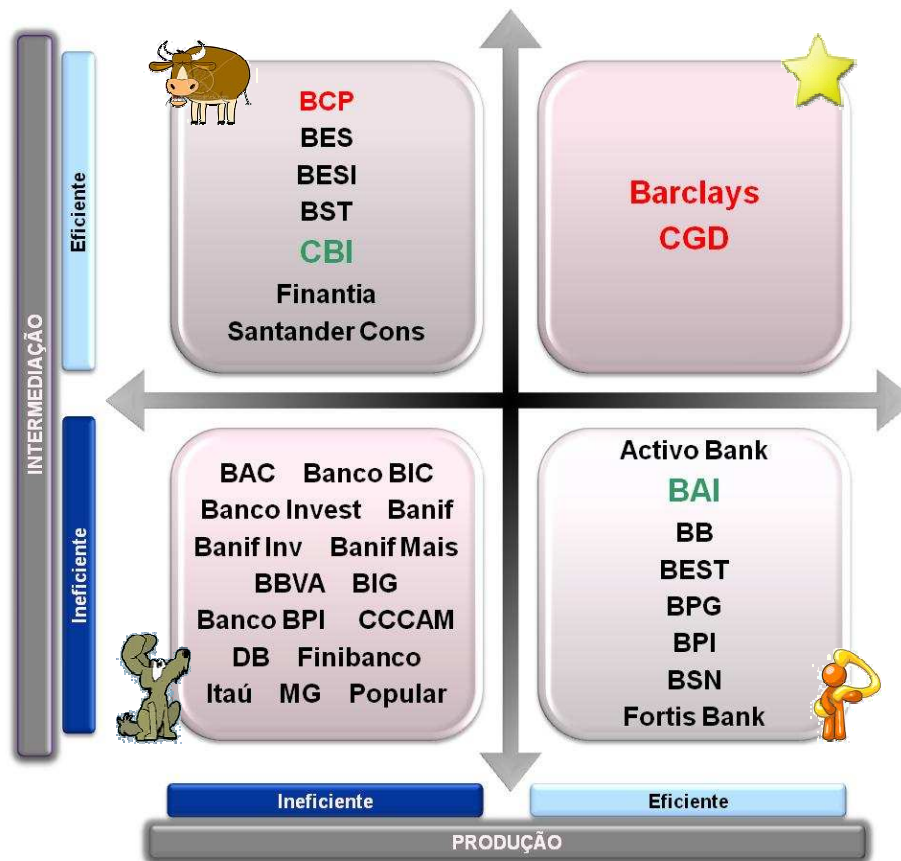 INTERMEDIAÇÃO
Eficiente
Ineficiente
BCP
BES
BESI
BST
CBI
Finantia
Santander Cons
Barclays
CGD
BAC Banco BIC
Banco Invest Banif
Banif Inv Banif Mais
BBVA BIG
Banco BPI CCCAM
DB Finibanco
Itaú MG Popular
Activo Bank
BAI
BB
BEST
BPG
BPI
BSN
Fortis Bank
Ineficiente Eficiente
PRODUÇÃO